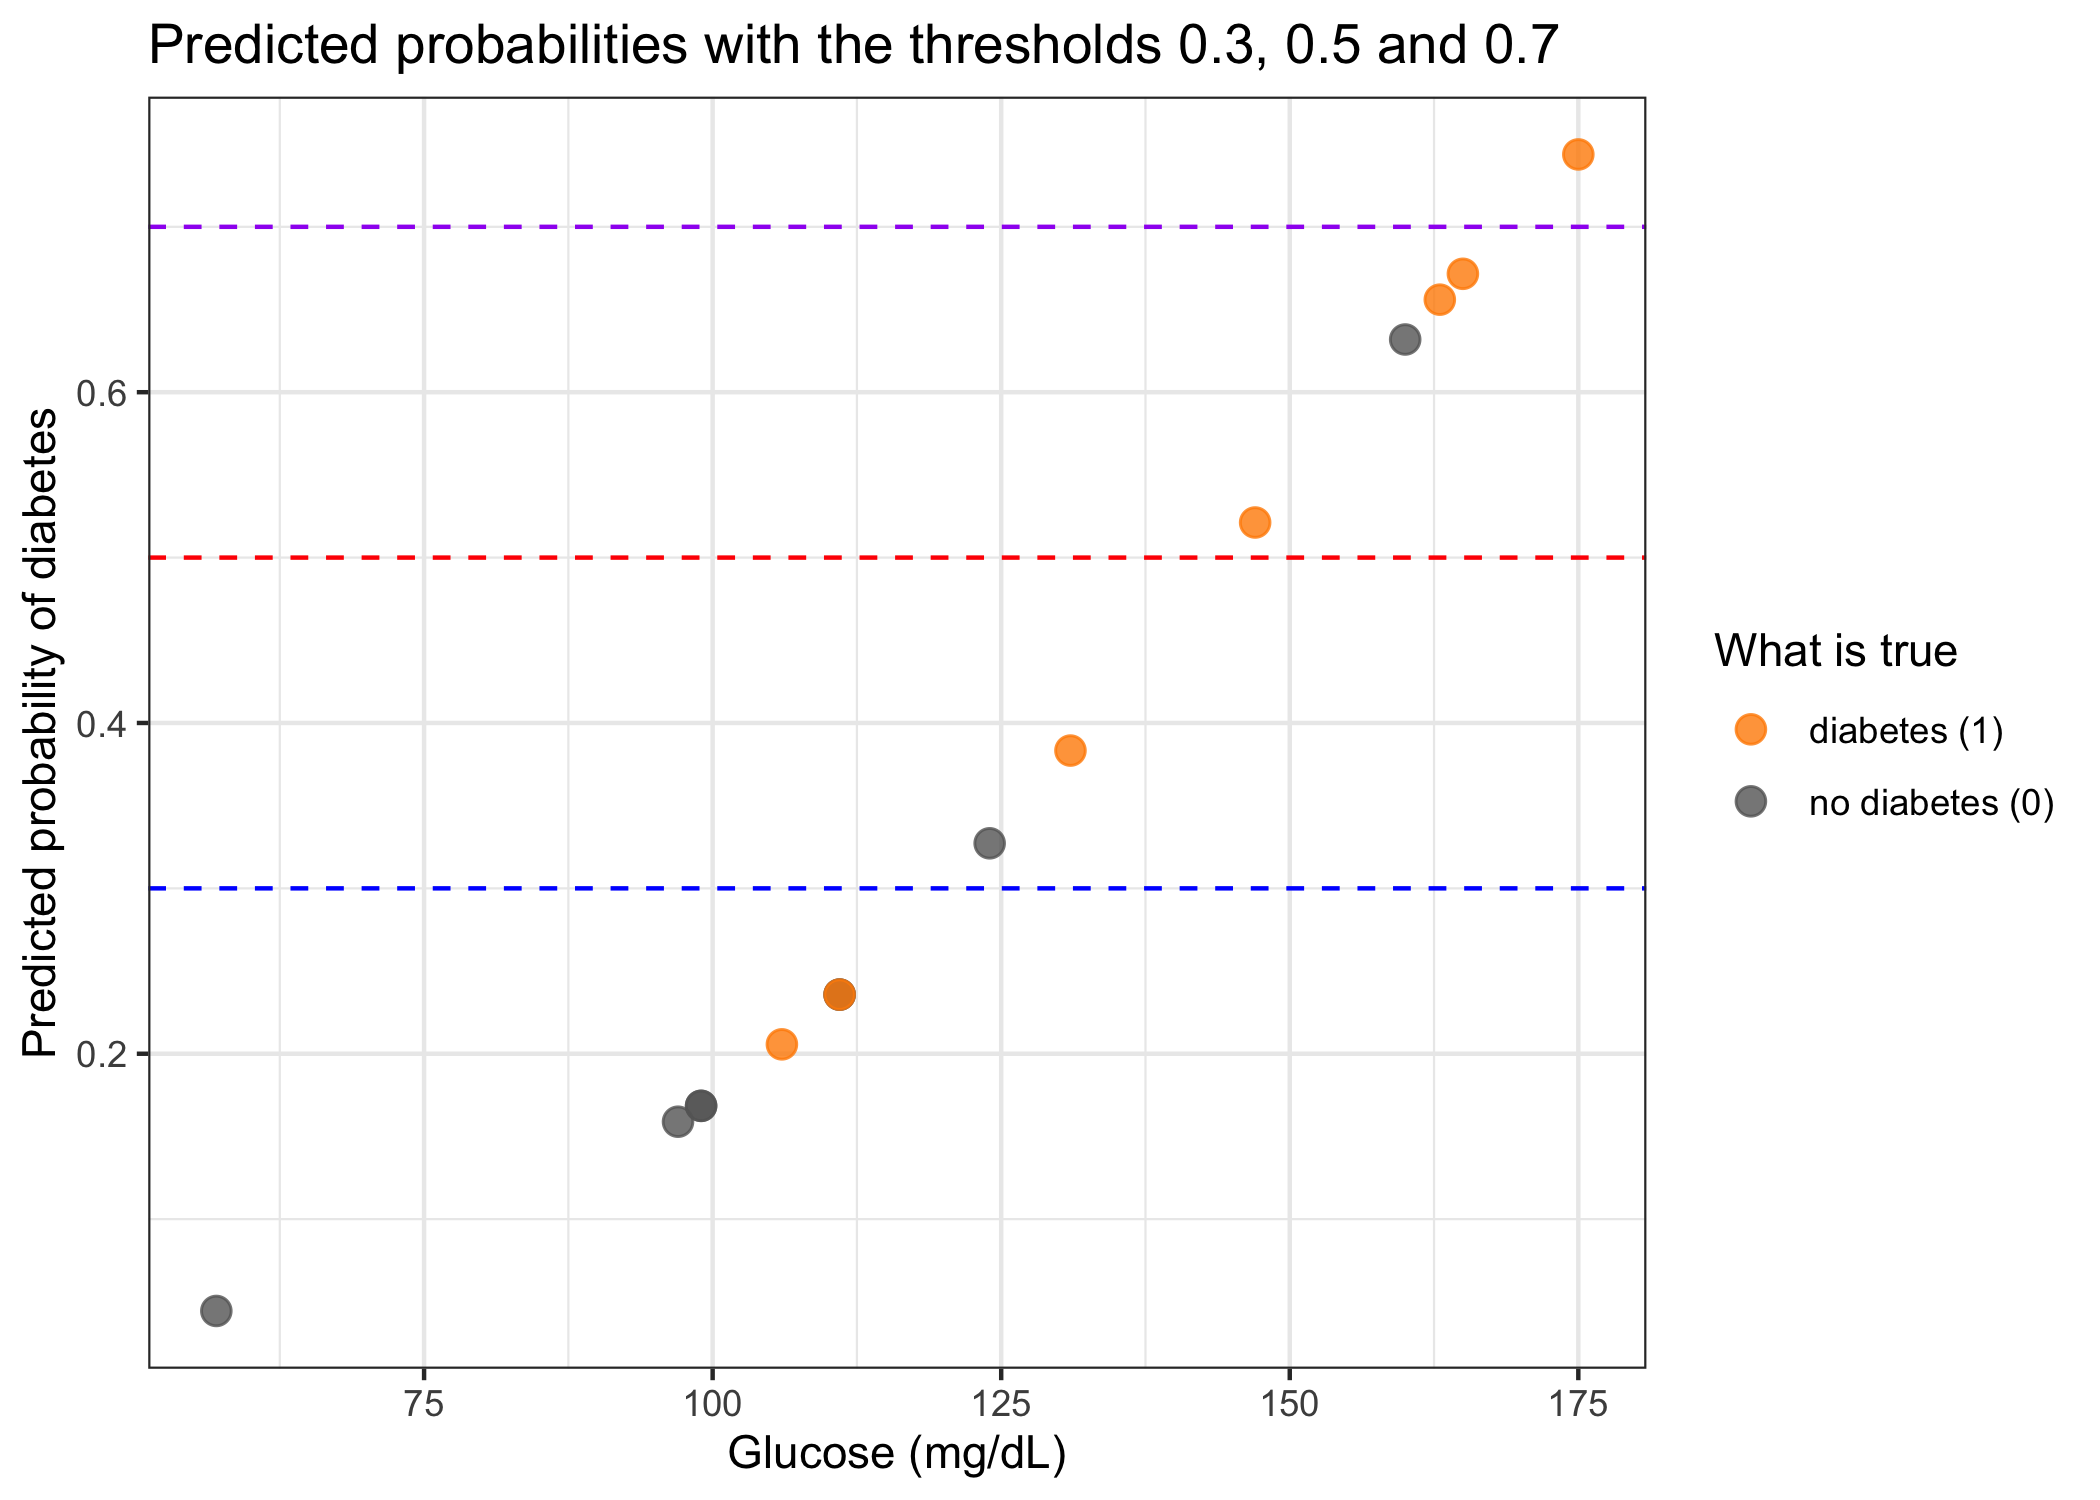 Predicted probabilities with the thresholds 0.3, 0.5 and 0.7
Predicted probability of diabetes
0.6
0.4
0.2
75
100
125
150
175
Glucose (mg/dL)
What is true
diabetes (1)
no diabetes (0)